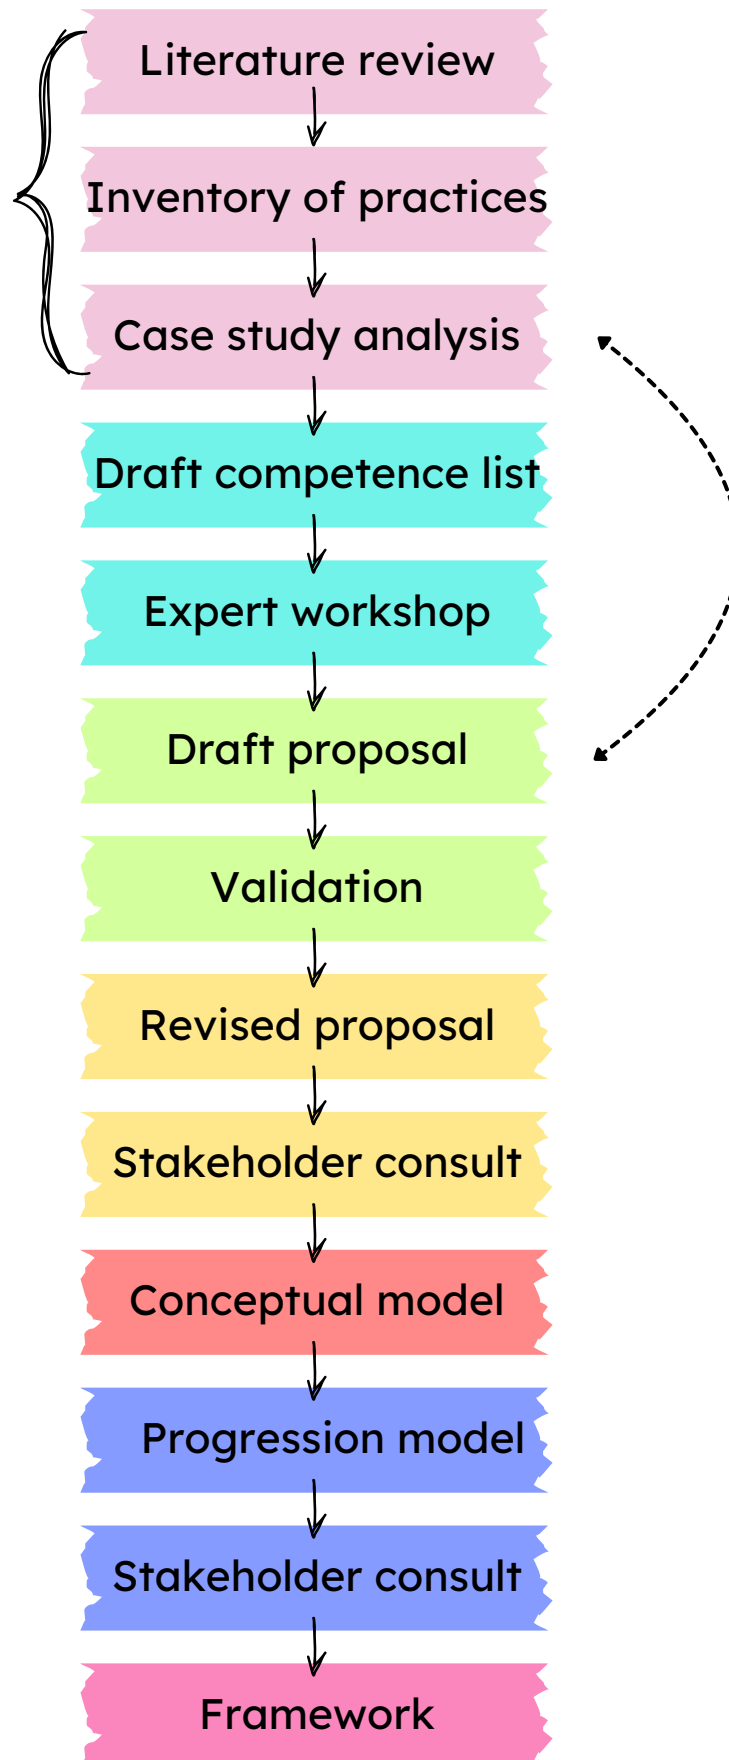 Literature review
Inventory of practices
Case study analysis
Draft competence list
Expert workshop
Draft proposal
Validation
Revised proposal
Stakeholder consult
Conceptual model
Progression model
Stakeholder consult
Framework